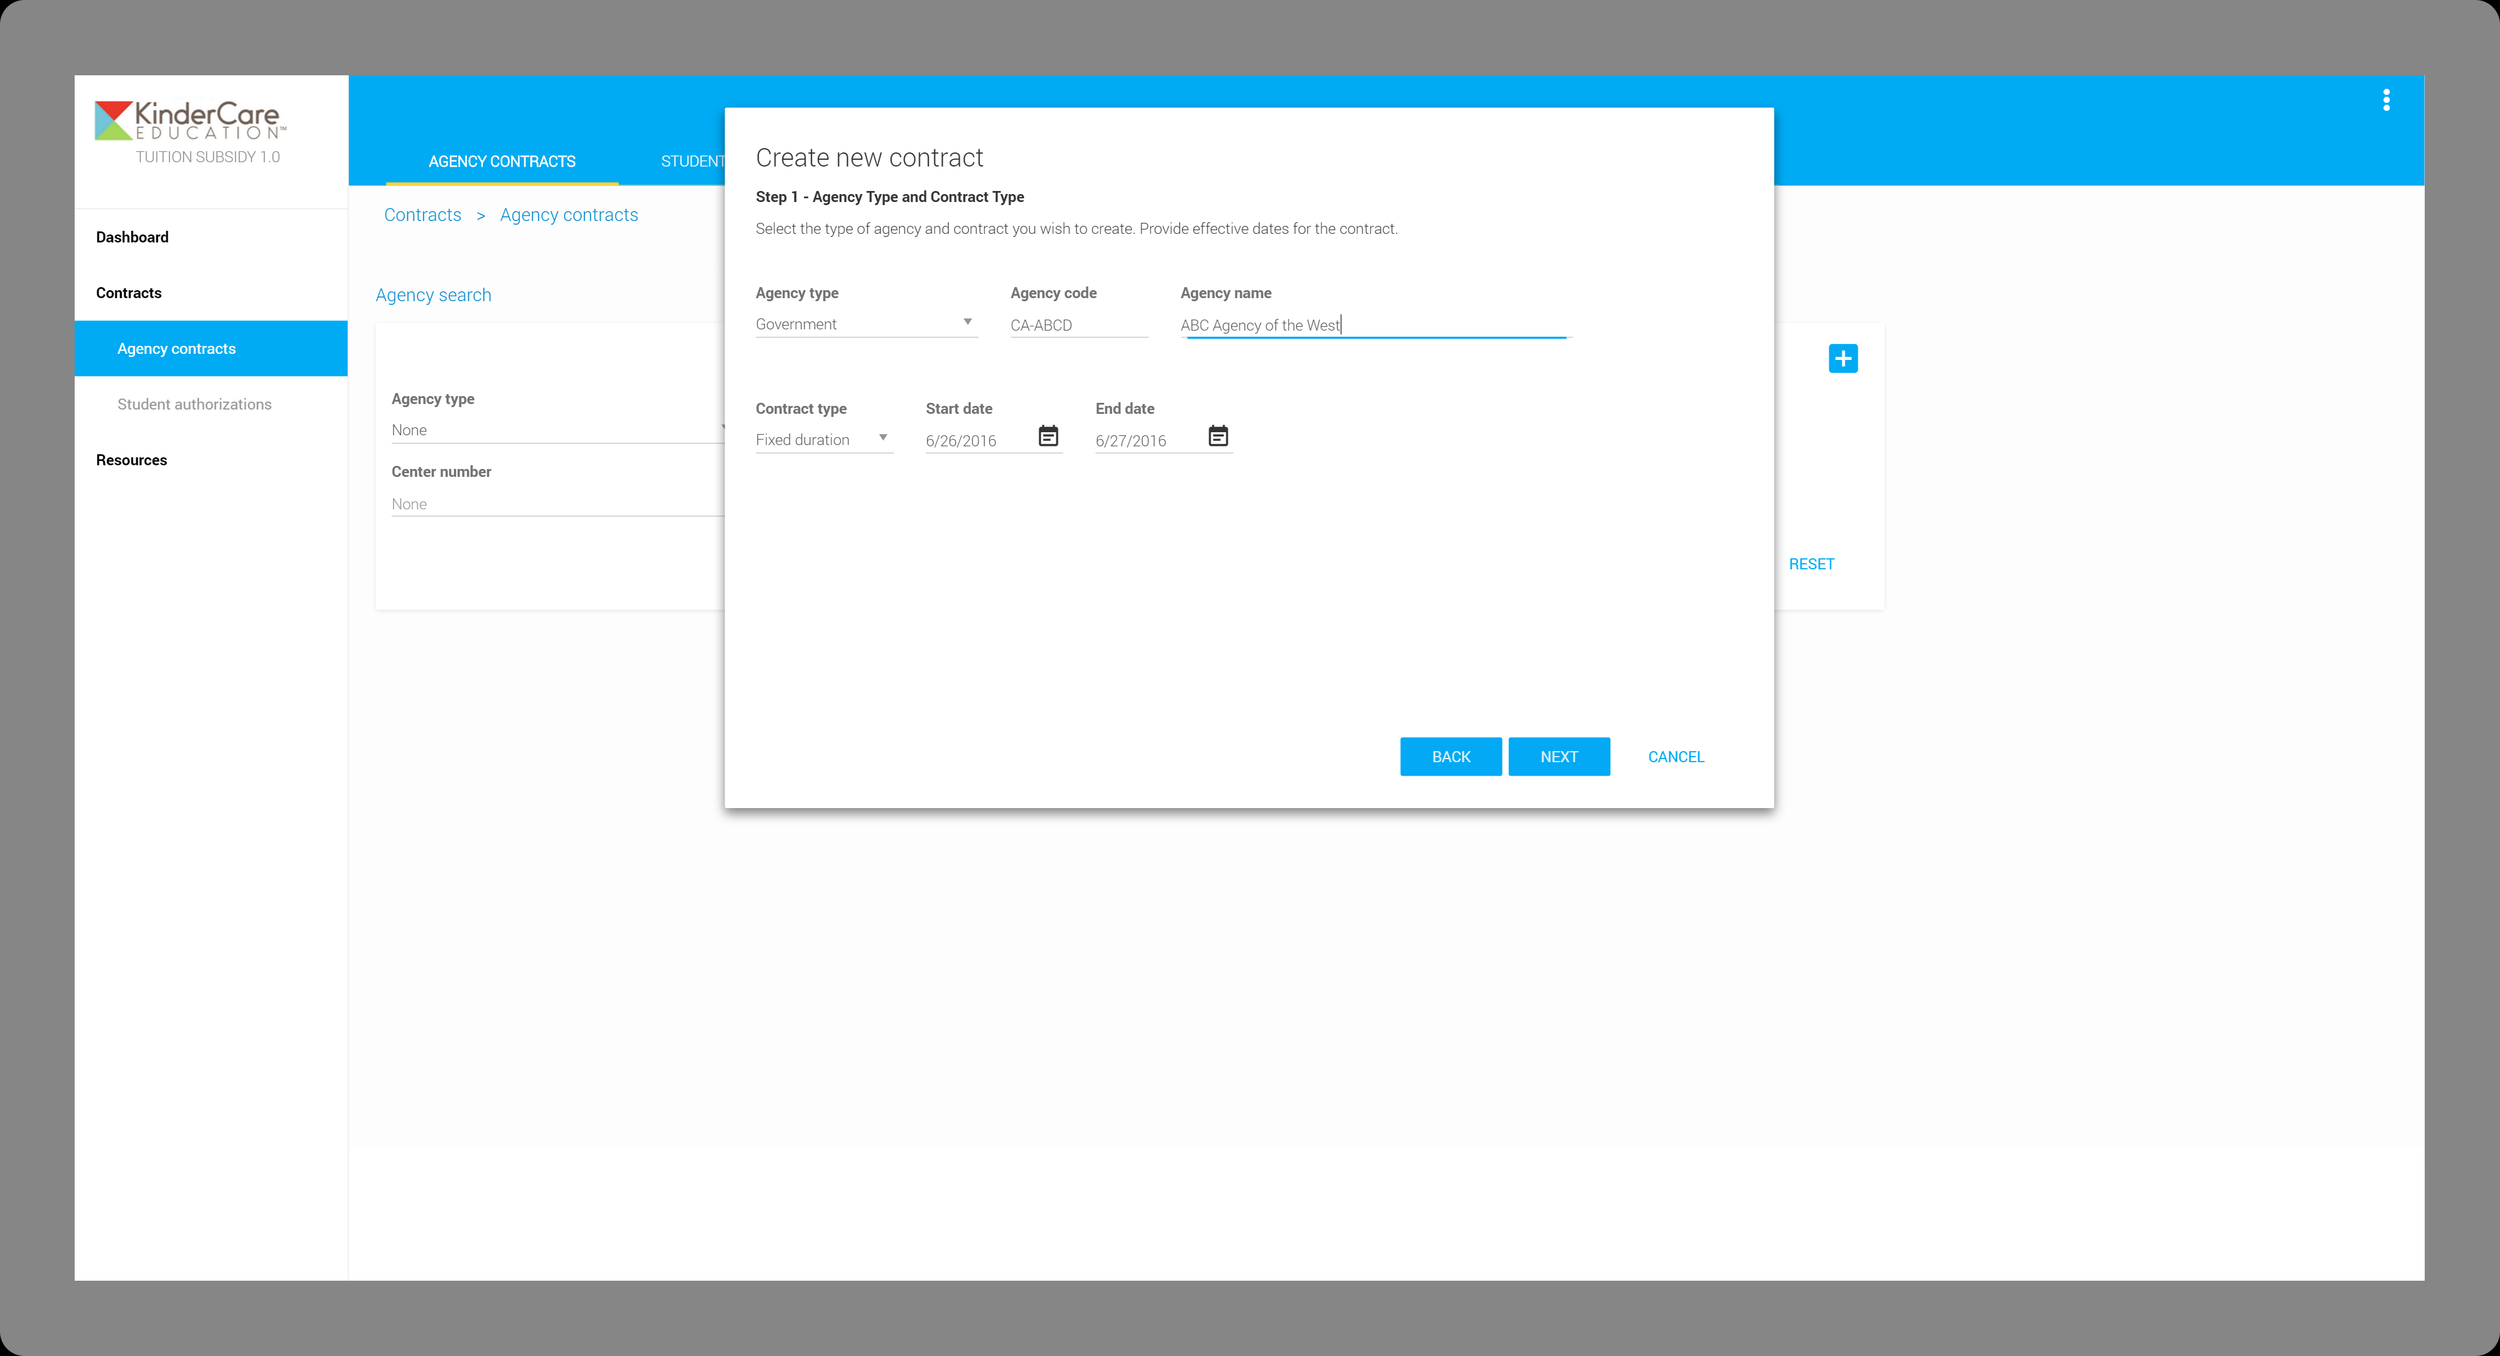 KinderCare
EDUCATION™
TUITION SUBSIDY 1.0
Dashboard
Contracts
Agency contracts
Student authorizations
Resources
AGENCY CONTRACTS
STUDENT
Contracts > Agency contracts
Agency search
Agency type
None
Center number
None
RESET
Create new contract
Step 1 - Agency Type and Contract Type
Select the type of agency and contract you wish to create. Provide effective dates for the contract.
Agency type Agency code Agency name
Government CA-ABCD ABC Agency of the West
Contract type Start date End date
Fixed duration 6/26/2016 6/27/2016
BACK NEXT CANCEL